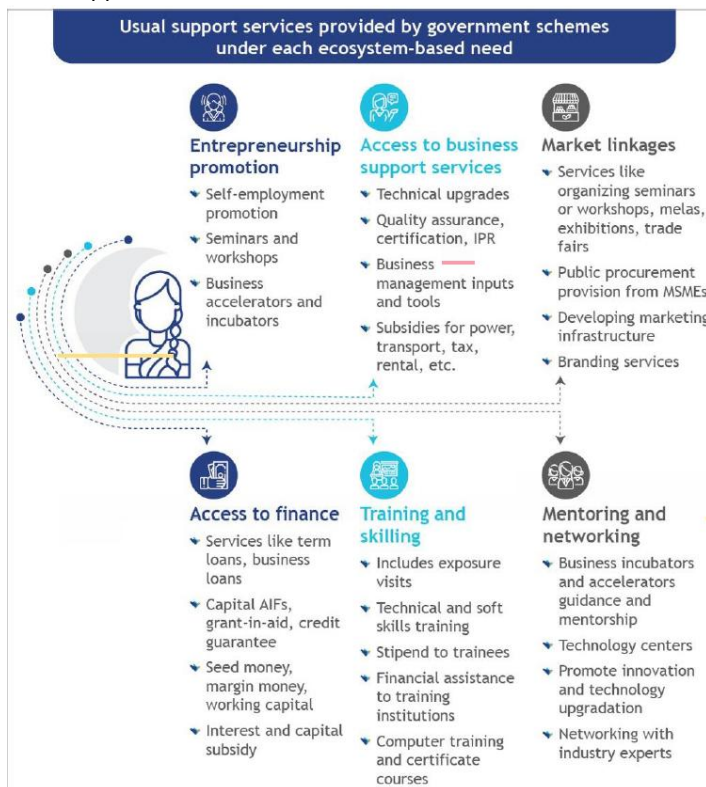 Usual support services provided by government schemes
under each ecosystem-based need
Entrepreneurship
promotion
Self-employment
promotion
Seminars and
workshops
Business
accelerators and
incubators
Access to business
support services
Technical upgrades
Quality assurance,
certification, IPR
Business
management inputs
and tools
Subsidies for power,
transport, tax,
rental, etc.
Market linkages
Services like
organizing seminars
or workshops, melas,
exhibitions, trade
fairs
Public procurement
provision from MSMEs
Developing marketing
infrastructure
Branding services
Access to finance
Services like term
loans, business
loans
Capital AIFs,
grant-in-aid, credit
guarantee
Seed money,
margin money,
working capital
Interest and capital
subsidy
Training and
skilling
Includes exposure
visits
Technical and soft
skills training
Stipend to trainees
Financial assistance
to training
institutions
Computer training
and certificate
courses
Mentoring and
networking
Business incubators
and accelerators
guidance and
mentorship
Technology centers
Promote innovation
and technology
upgradation
Networking with
industry experts